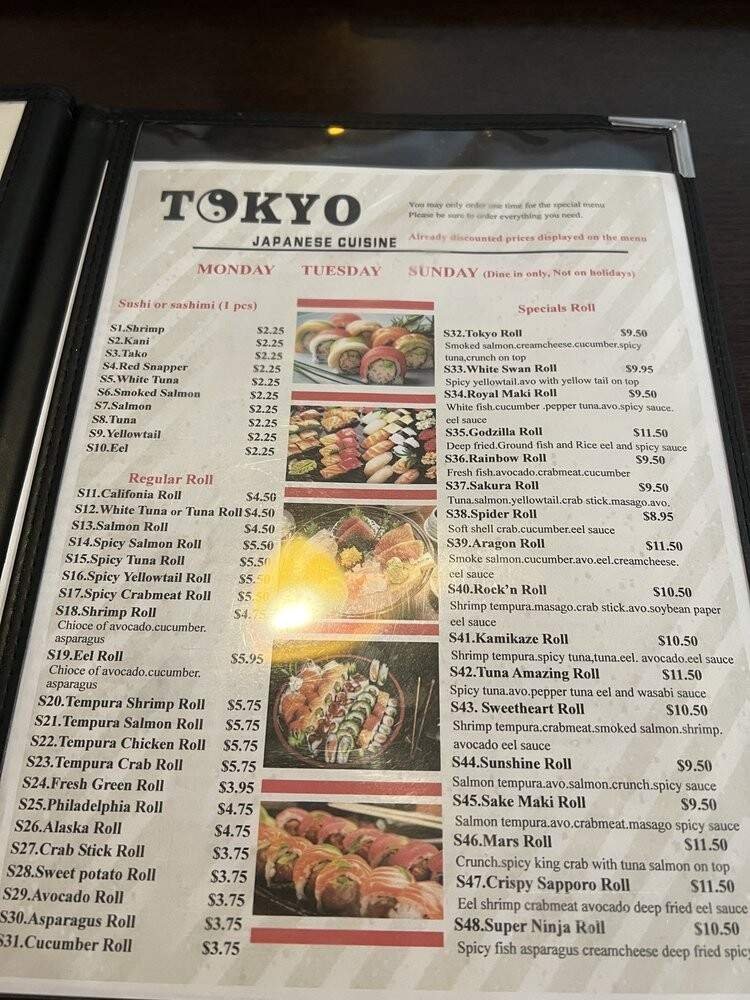 TOKYO
JAPANESE CUISINE
You may only order one time for the special menu
Please be sure to order everything you need.
Already discounted prices displayed on the menu
MONDAY TUESDAY SUNDAY (Dine in only, Not on holidays)
Sushi or sashimi (1 pcs)
S1.Shrimp $2.25
S2.Kani $2.25
S3.Tako $2.25
S4.Red Snapper $2.25
S5.White Tuna $2.25
S6.Smoked Salmon $2.25
S7.Salmon $2.25
S8.Tuna $2.25
S9.Yellowtail $2.25
S10.Eel $2.25
Regular Roll
S11.Califonia Roll $4.50
S12.White Tuna or Tuna Roll $4.50
S13.Salmon Roll $4.50
S14.Spicy Salmon Roll $5.50
S15.Spicy Tuna Roll $5.50
S16.Spicy Yellowtail Roll $5.50
S17.Spicy Crabmeat Roll $5.50
S18.Shrimp Roll $4.75
Chioce of avocado.cucumber.
asparagus
S19.Eel Roll $5.95
Chioce of avocado.cucumber.
asparagus
S20.Tempura Shrimp Roll $5.75
S21.Tempura Salmon Roll $5.75
S22.Tempura Chicken Roll $5.75
S23.Tempura Crab Roll $5.75
S24.Fresh Green Roll $3.95
S25.Philadelphia Roll $4.75
S26.Alaska Roll $4.75
S27.Crab Stick Roll $3.75
S28.Sweet potato Roll $3.75
S29.Avocado Roll $3.75
S30.Asparagus Roll $3.75
S31.Cucumber Roll $3.75
Specials Roll
S32.Tokyo Roll $9.50
Smoked salmon.creamcheese.cucumber.spicy
tuna,crunch on top
S33.White Swan Roll $9.95
Spicy yellowtail.avo with yellow tail on top
S34.Royal Maki Roll $9.50
White fish.cucumber .pepper tuna.avo.spicy sauce.
eel sauce
S35.Godzilla Roll $11.50
Deep fried.Ground fish and Rice eel and spicy sauce
S36.Rainbow Roll $9.50
Fresh fish.avocado.crabmeat.cucumber
S37.Sakura Roll $9.50
Tuna.salmon.yellowtail.crab stick.masago.avo.
S38.Spider Roll $8.95
Soft shell crab.cucumber.eel sauce
S39.Aragon Roll $11.50
Smoke salmon.cucumber.avo.eel.creamcheese.
eel sauce
S40.Rock'n Roll $10.50
Shrimp tempura.masago.crab stick.avo.soybean paper
eel sauce
S41.Kamikaze Roll $10.50
Shrimp tempura.spicy tuna,tuna.eel. avocado.eel sauce
S42.Tuna Amazing Roll $11.50
Spicy tuna.avo.pepper tuna eel and wasabi sauce
S43. Sweetheart Roll $10.50
Shrimp tempura.crabmeat.smoked salmon.shrimp.
avocado eel sauce
S44.Sunshine Roll $9.50
Salmon tempura.avo.salmon.crunch.spicy sauce
S45.Sake Maki Roll $9.50
Salmon tempura.avo.crabmeat.masago spicy sauce
S46.Mars Roll $11.50
Crunch.spicy king crab with tuna salmon on top
S47.Crispy Sapporo Roll $11.50
Eel shrimp crabmeat avocado deep fried eel sauce
S48.Super Ninja Roll $10.50
Spicy fish asparagus creamcheese deep fried spic